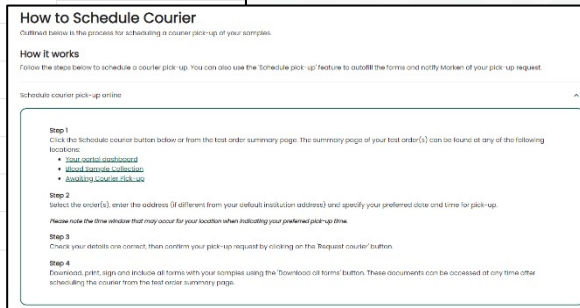 How to Schedule Courier
Outlined below is the process for scheduling a courier pick-up of your samples.
How it works
Follow the steps below to schedule a courier pick-up. You can also use the 'Schedule pick-up' feature to autofill the forms and notify Marken of your pick-up request.
Schedule courier pick-up online
Step 1
Click the Schedule courier button below or from the test order summary page. The summary page of your test order(s) can be found at any of the following
locations:
• Your portal dashboard
• Blood Sample Collection
• Awaiting Courier Pick-up
Step 2
Select the order(s), enter the address (if different from your default institution address) and specify your preferred date and time for pick-up.
Please note the time window that may occur for your location when indicating your preferred pick-up time.
Step 3
Check your details are correct, then confirm your pick-up request by clicking on the 'Request courier' button.
Step 4
Download, print, sign and include all forms with your samples using the 'Download all forms' button. These documents can be accessed at any time after
scheduling the courier from the test order summary page.